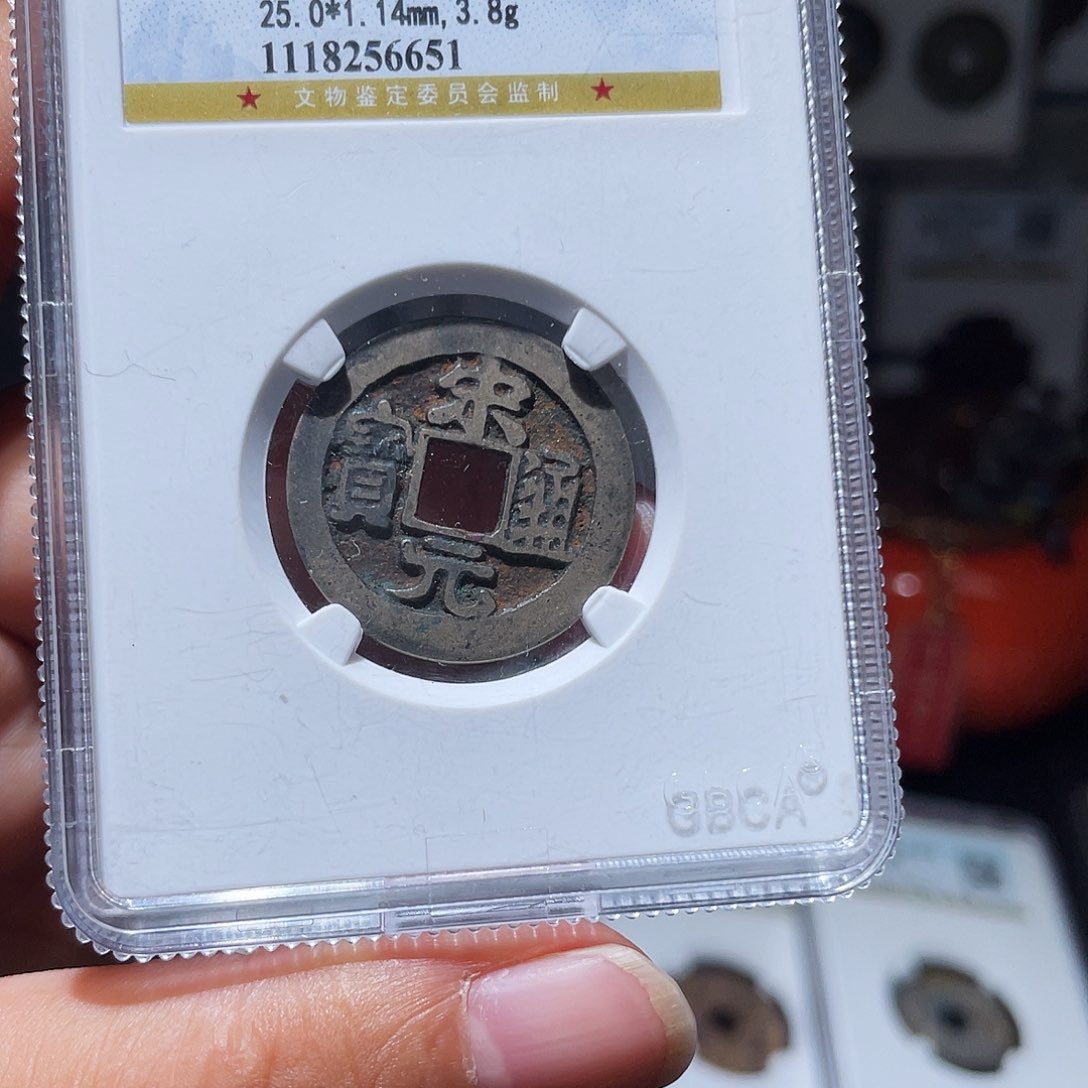 25.0*1.14mm, 3.8g
1118256651
★ 文物鉴定委员会监制 ★
宋元通寶
GBCA